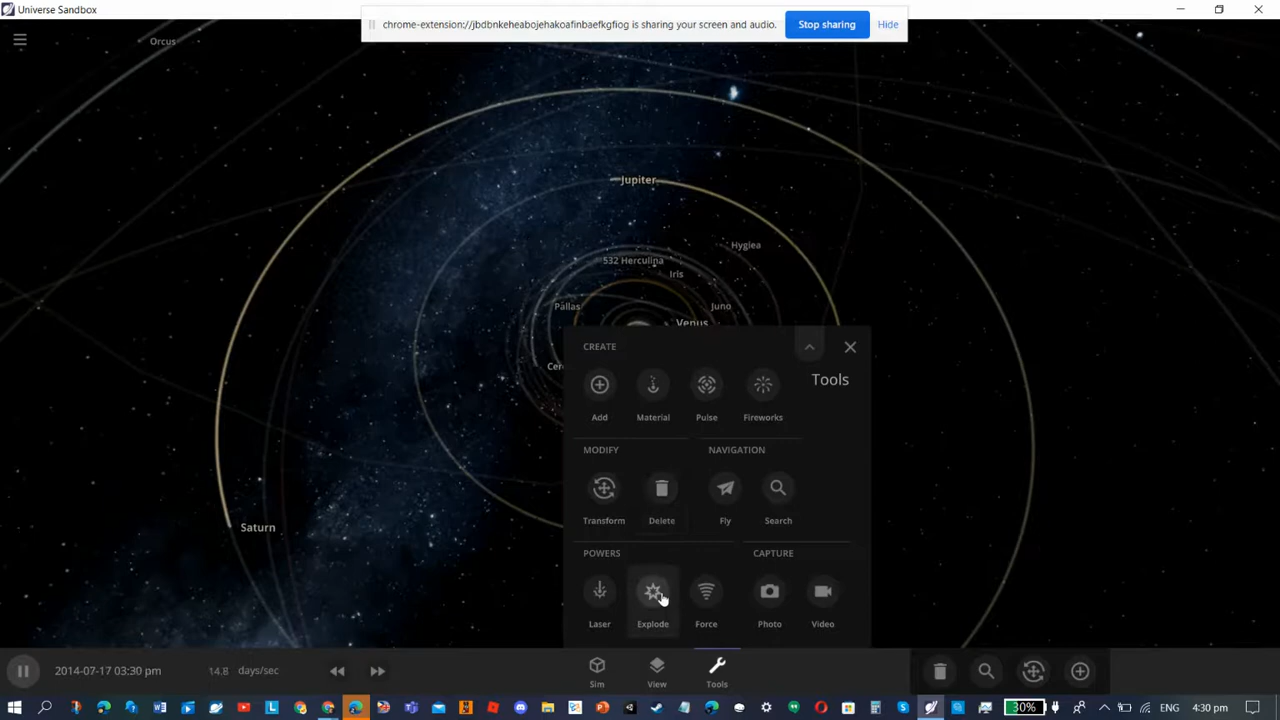 Universe Sandbox
chrome-extension://jbdbnkeheabojehakoafinbaefkgfiog is sharing your screen and audio.
Stop sharing
Hide
Orcus
Jupiter
Hygiea
532 Herculina
Iris
Pallas
Juno
Venus
Cer
Saturn
CREATE
Tools
Add
Material
Pulse
Fireworks
MODIFY
NAVIGATION
Transform
Delete
Fly
Search
POWERS
CAPTURE
Laser
Explode
Force
Photo
Video
2014-07-17 03:30 pm
14.8 days/sec
Sim
View
Tools
30%
4:30 pm